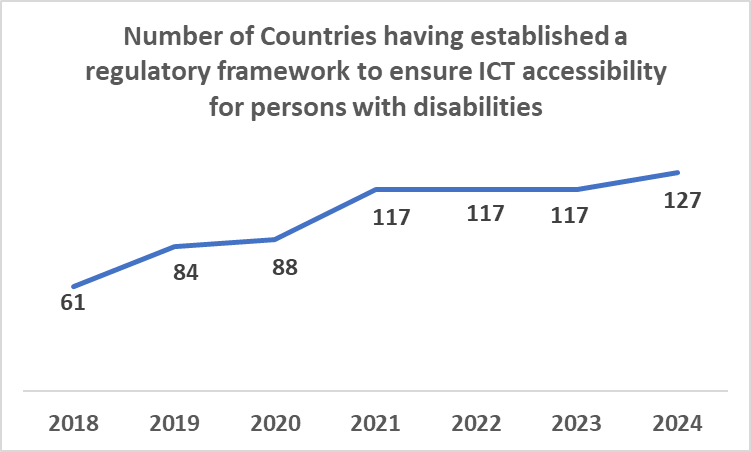 Number of Countries having established a
regulatory framework to ensure ICT accessibility
for persons with disabilities
127
117 117 117
84 88
61
2018 2019 2020 2021 2022 2023 2024